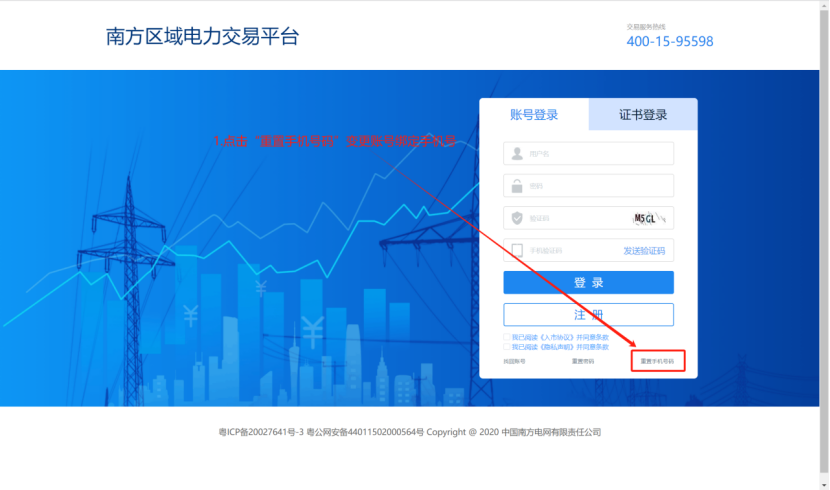 南方区域电力交易平台
交易服务热线
400-15-95598
账号登录
证书登录
1.点击“重置手机号码”变更账号绑定手机号
用户名
密码
验证码
M5GL
手机验证码
发送验证码
登 录
注 册
我已阅读《入市协议》并同意条款
我已阅读《隐私声明》并同意条款
找回账号
重置密码
重置手机号码
粤ICP备20027641号-3 粤公网安备44011502000564号 Copyright @ 2020 中国南方电网有限责任公司